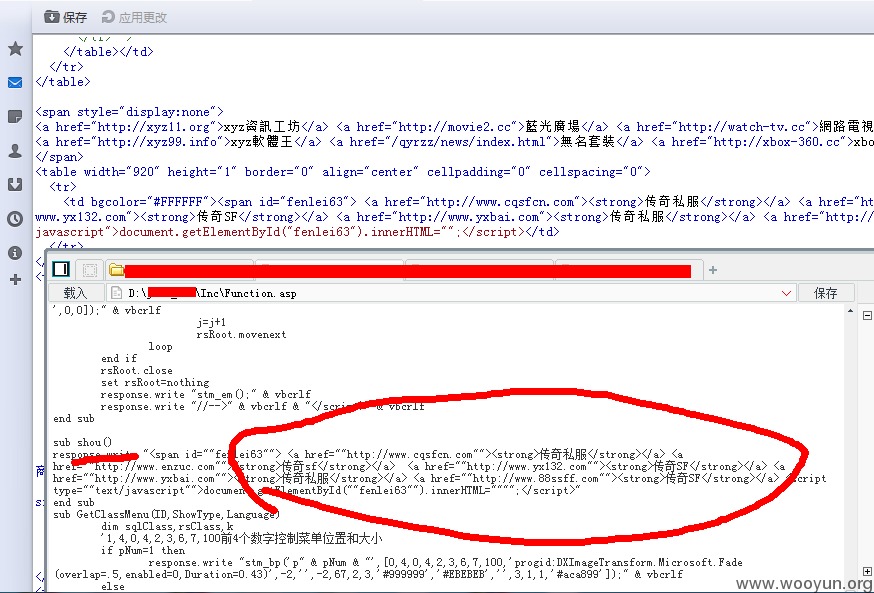 保存 应用更改
</tr>
</table></td>
</tr>
</table>
<span style="display:none">
<a href="http://xyz11.org">xyz資訊工坊</a> <a href="http://movie2.cc">藍光廣場</a> <a href="http://watch-tv.cc">網路電視
<a href="http://xyz99.info">xyz軟體王</a> <a href="/qyrzz/news/index.html">無名套裝</a> <a href="http://xbox-360.cc">xbo
</span>
<table width="920" height="1" border="0" align="center" cellpadding="0" cellspacing="0">
<tr>
<td bgcolor="#FFFFFF"><span id="fenlei63"> <a href="http://www.cqsfcn.com"><strong>传奇私服</strong></a> <a href="ht
www.yx132.com"><strong>传奇SF</strong></a> <a href="http://www.yxbai.com"><strong>传奇私服</strong></a> <a href="http://
javascript">document.getElementById("fenlei63").innerHTML="";</script></td>
</tr>
载入 D:\ \Inc\Function.asp 保存
',0,0]);" & vbcrlf
j=j+1
rsRoot.movenext
loop
end if
rsRoot.close
set rsRoot=nothing
response.write "stm_em();" & vbcrlf
response.write "//-->" & vbcrlf & "</script>" & vbcrlf
end sub
sub shou()
response.write "<span id=""fenlei63""> <a href=""http://www.cqsfcn.com""><strong>传奇私服</strong></a> <a
href=""http://www.enzuc.com""><strong>传奇sf</strong></a> <a href=""http://www.yx132.com""><strong>传奇SF</strong></a> <a
href=""http://www.yxbai.com""><strong>传奇私服</strong></a> <a href=""http://www.88ssff.com""><strong>传奇SF</strong></a> <script
type=""text/javascript"">document.getElementById(""fenlei63"").innerHTML="""";</script>"
end sub
sub GetClassMenu(ID,ShowType,Language)
dim sqlClass,rsClass,k
'1,4,0,4,2,3,6,7,100前4个数字控制菜单位置和大小
if pNum=1 then
response.write "stm_bp('p" & pNum & "',[0,4,0,4,2,3,6,7,100,'progid:DXImageTransform.Microsoft.Fade
(overlap=.5,enabled=0,Duration=0.43)',-2,'',-2,67,2,3,'#999999','#EBEBEB','',3,1,1,'#aca899']);" & vbcrlf
else
www.wooyun.org